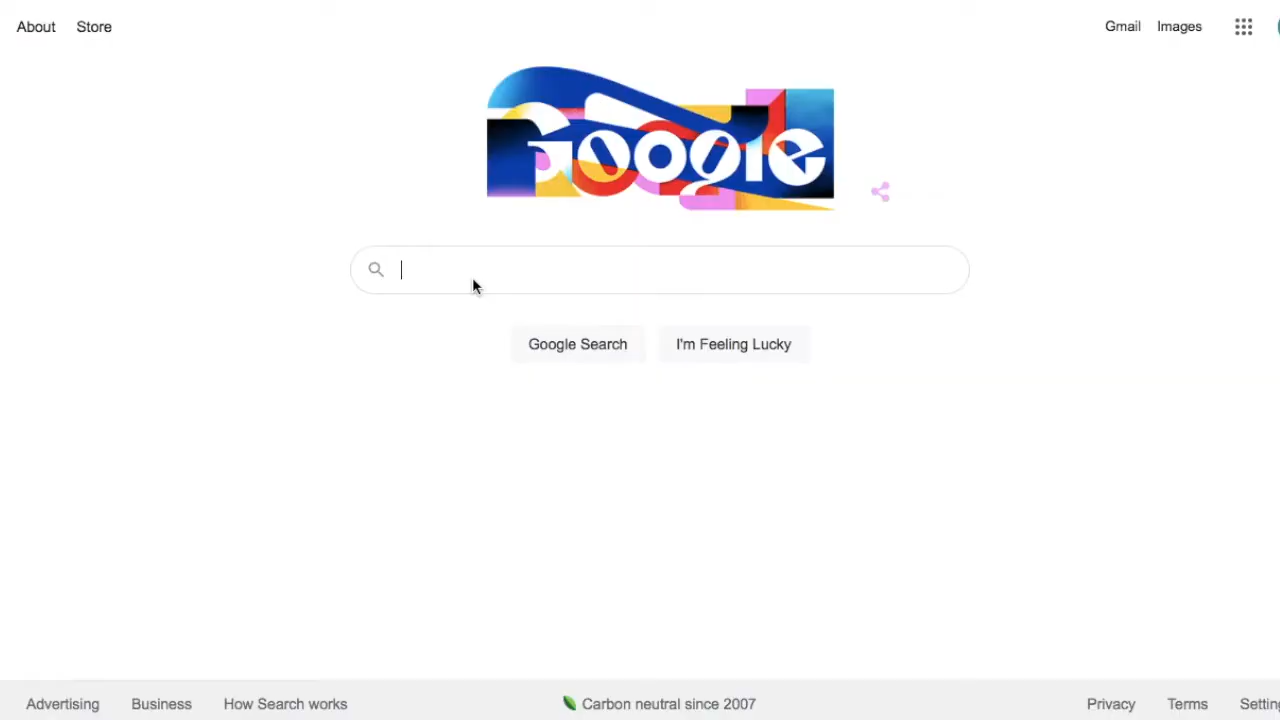 About Store Gmail Images
Google
Google Search I'm Feeling Lucky
Advertising Business How Search works Carbon neutral since 2007 Privacy Terms